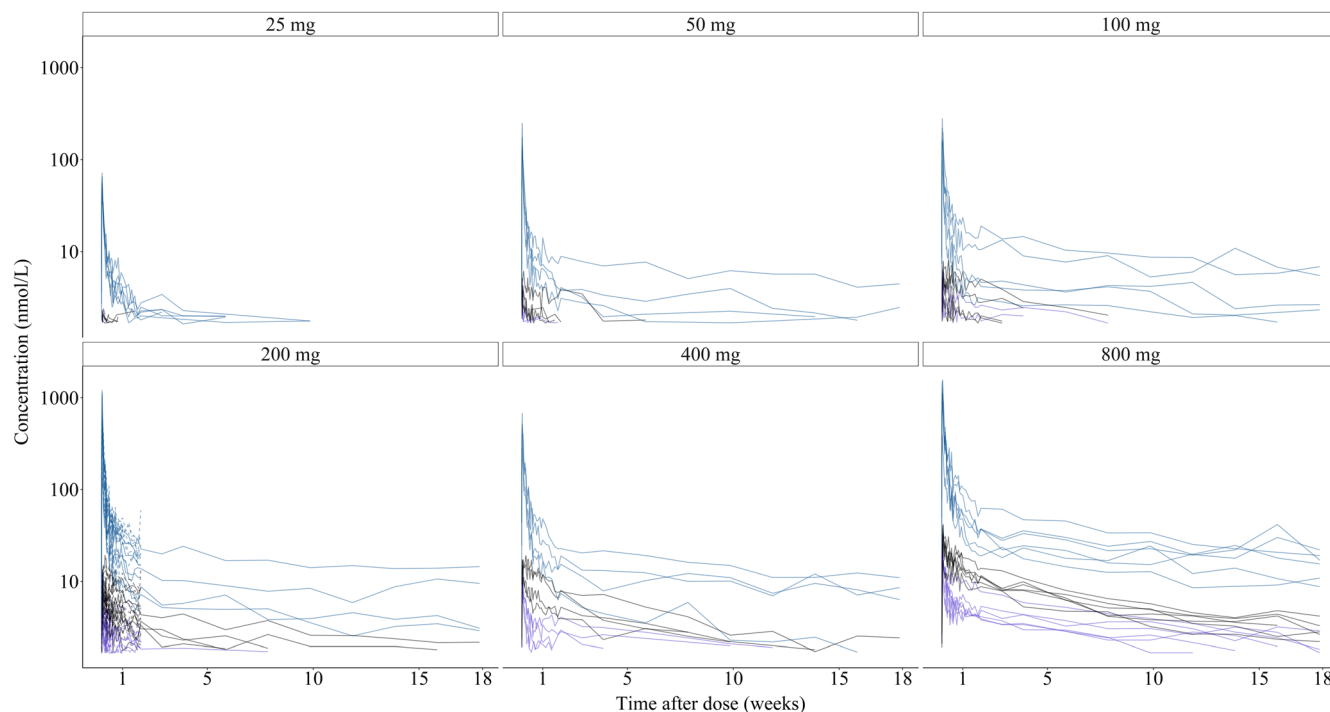 25 mg 50 mg 100 mg
1000
100
10
200 mg 400 mg 800 mg
1000
100
10
Concentration (nmol/L)
1 5 10 15 18 1 5 10 15 18 1 5 10 15 18
Time after dose (weeks)